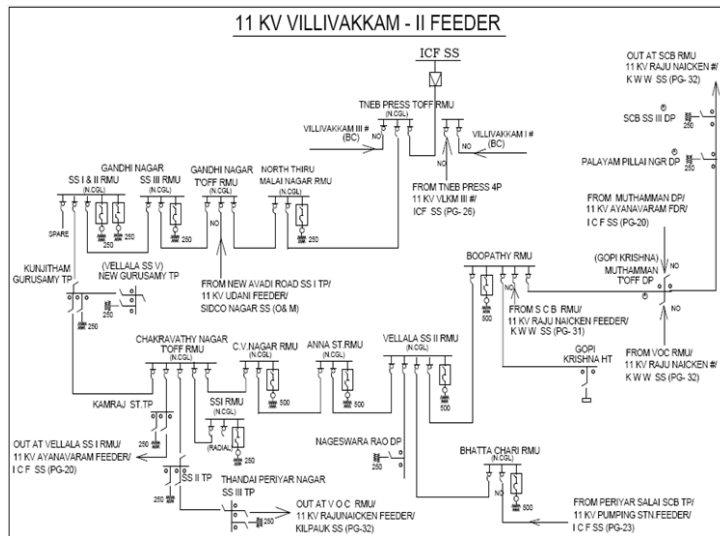 11 KV VILLIVAKKAM - II FEEDER
ICF SS
OUT AT SCB RMU
11 KV RAJU NAICKEN #/
K W W SS (PG- 32)
TNEB PRESS TOFF RMU
(N.CGL)
VILLIVAKKAM III #
(BC)
NO
NO
VILLIVAKKAM I #
(BC)
NO
SCB SS III DP
250
PALAYAM PILLAI NGR DP
250
GANDHI NAGAR
SS I & II RMU
(N.CGL)
SS III RMU
(N.CGL)
GANDHI NAGAR
T'OFF RMU
(N.CGL)
NORTH THIRU
MALAI NAGAR RMU
(N.CGL)
FROM TNEB PRESS 4P
11 KV VLKM III #/
ICF SS (PG- 26)
FROM MUTHAMMAN DP/
11 KV AYANAVARAM FDR/
I C F SS (PG-20)
SPARE
250
250
250
NO
250
KUNJITHAM
GURUSAMY TP
(VELLALA SS V)
NEW GURUSAMY TP
250
250
FROM NEW AVADI ROAD SS I TP/
11 KV UDANI FEEDER/
SIDCO NAGAR SS (O& M)
BOOPATHY RMU
(N.CGL)
(GOPI KRISHNA)
MUTHAMMAN
T'OFF DP
NO
NO
500
NO
FROM S C B RMU/
11 KV RAJU NAICKEN FEEDER/
K W W SS (PG- 31)
FROM VOC RMU/
11 KV RAJU NAICKEN #/
K W W SS (PG- 32)
GOPI
KRISHNA HT
CHAKRAVATHY NAGAR
T'OFF RMU
(N.CGL)
C.V.NAGAR RMU
(N.CGL)
ANNA ST.RMU
(N.CGL)
VELLALA SS II RMU
(N.CGL)
500
500
500
KAMRAJ ST.TP
250
SSI RMU
(N.CGL)
(RADIAL)
500
NAGESWARA RAO DP
250
BHATTA CHARI RMU
(N.CGL)
500
NO
OUT AT VELLALA SS I RMU/
11 KV AYANAVARAM FEEDER/
I C F SS (PG-20)
SS II TP
250
THANDAI PERIYAR NAGAR
SS III TP
250
OUT AT V O C RMU/
11 KV RAJUNAICKEN FEEDER/
KILPAUK SS (PG-32)
FROM PERIYAR SALAI SCB TP/
11 KV PUMPING STN.FEEDER/
I C F SS (PG-23)